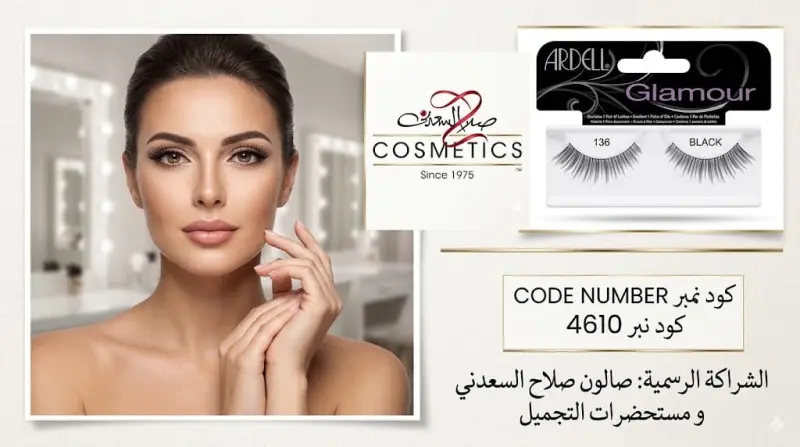 صلاح السعدني
COSMETICS
Since 1975
TM
ARDELL
Glamour
136
BLACK
كود نمبر CODE NUMBER
كود نبر 4610
الشراكة الرسمية: صالون صلاح السعدني
و مستحضرات التجميل